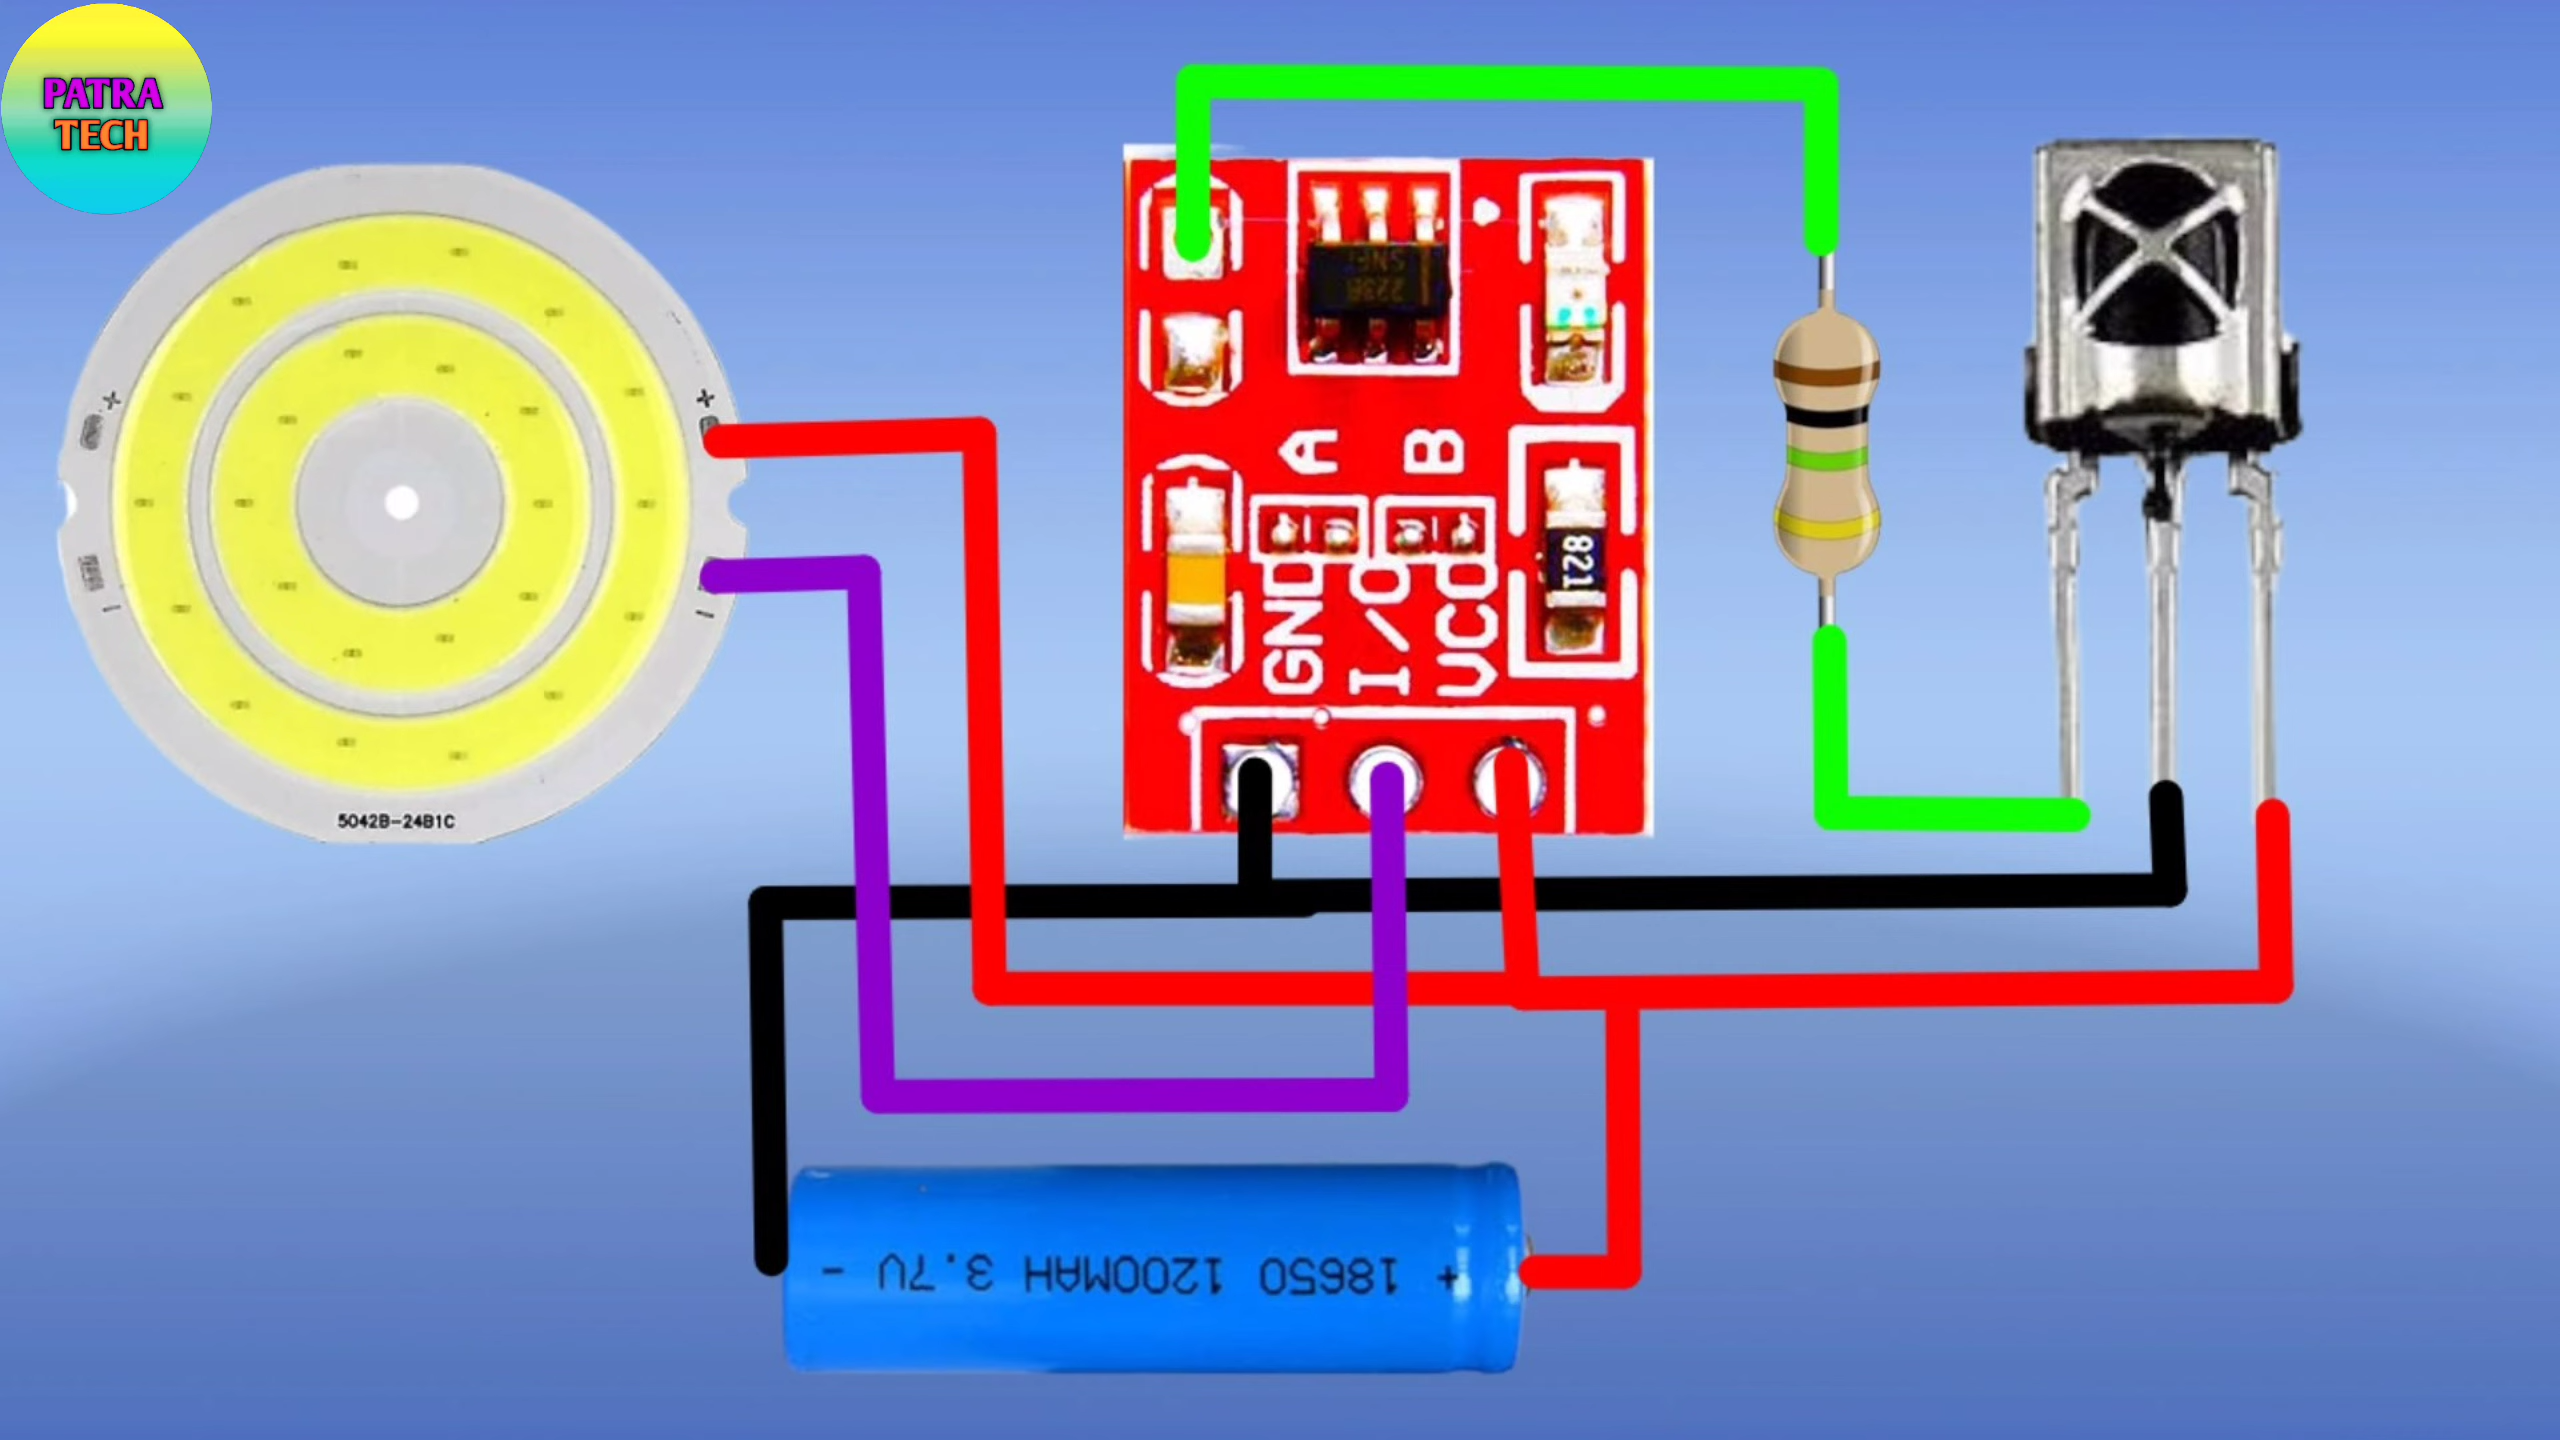 PATRA
TECH
A B
GND
I/O
VCC
821
5042B-24B1C
18650 1200MAH 3.7V -
+